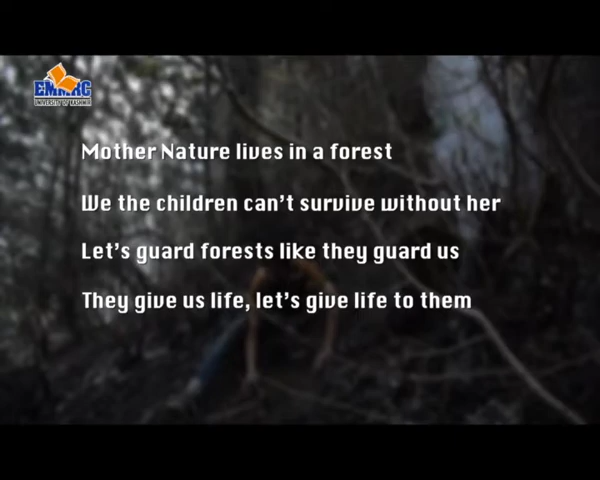 EMMRC
UNIVERSITY OF KASHMIR
Mother Nature lives in a forest
We the children can't survive without her
Let's guard forests like they guard us
They give us life, let's give life to them